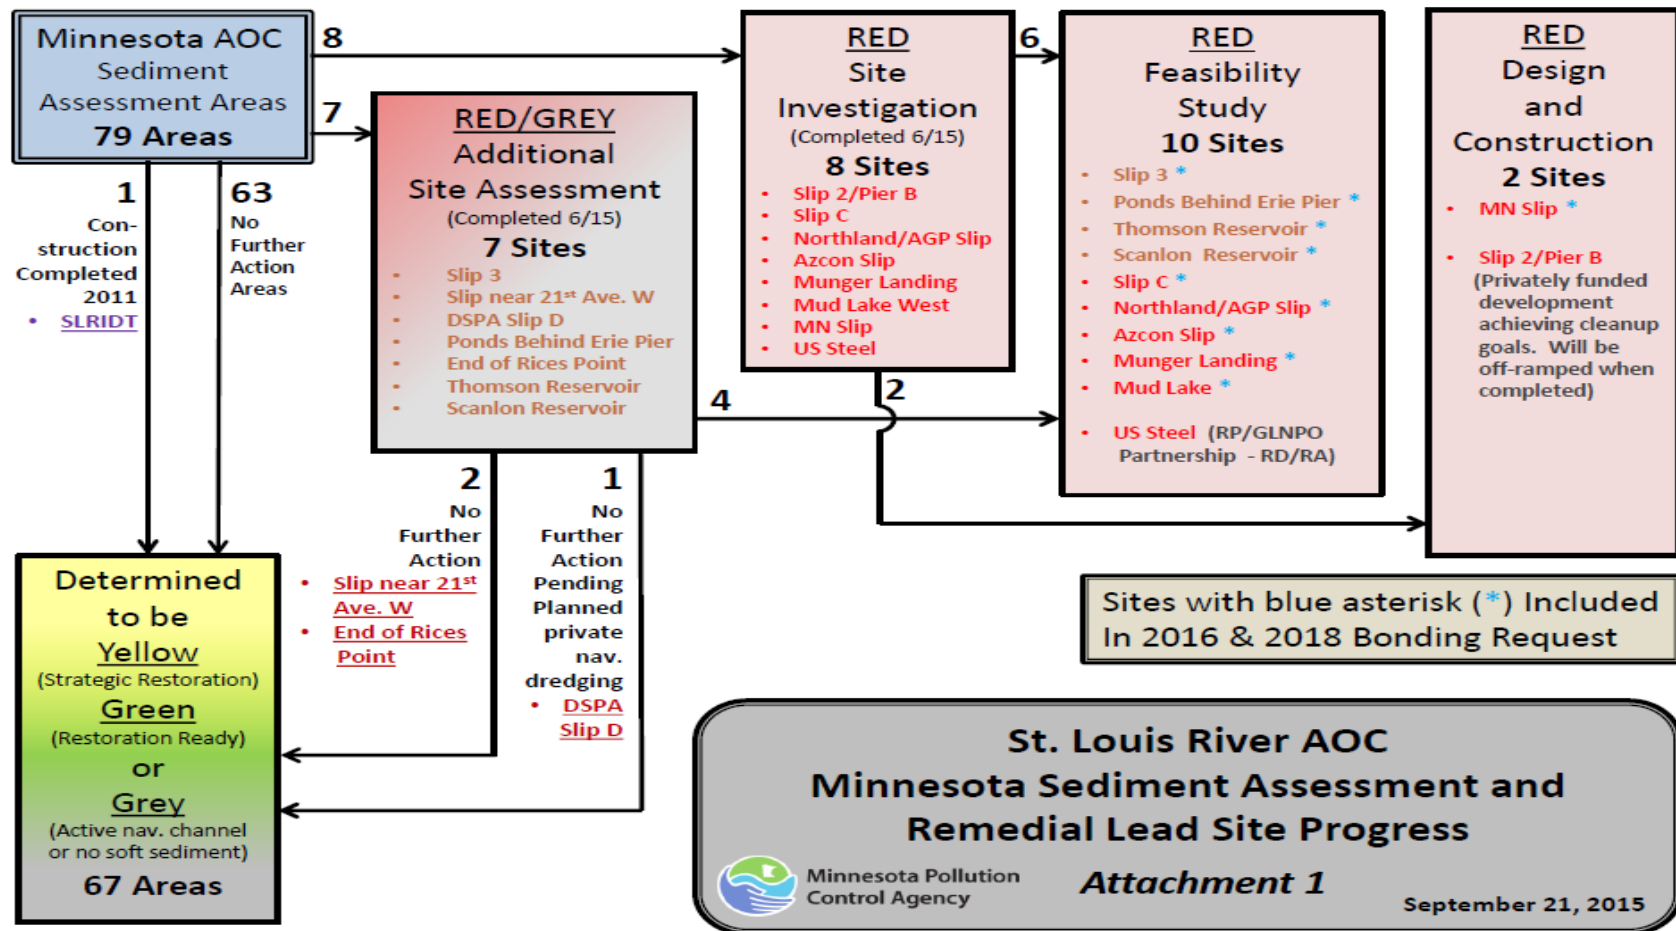 Minnesota AOC
Sediment
Assessment Areas
79 Areas
8
7
1
Con-
struction
Completed
2011
• SLRIDT
63
No
Further
Action
Areas
RED/GREY
Additional
Site Assessment
(Completed 6/15)
7 Sites
• Slip 3
• Slip near 21st Ave. W
• DSPA Slip D
• Ponds Behind Erie Pier
• End of Rices Point
• Thomson Reservoir
• Scanlon Reservoir
4
2
No
Further
Action
• Slip near 21st
Ave. W
• End of Rices
Point
1
No
Further
Action
Pending
Planned
private
nav.
dredging
• DSPA
Slip D
RED
Site
Investigation
(Completed 6/15)
8 Sites
• Slip 2/Pier B
• Slip C
• Northland/AGP Slip
• Azcon Slip
• Munger Landing
• Mud Lake West
• MN Slip
• US Steel
6
2
RED
Feasibility
Study
10 Sites
• Slip 3 *
• Ponds Behind Erie Pier *
• Thomson Reservoir *
• Scanlon Reservoir *
• Slip C *
• Northland/AGP Slip *
• Azcon Slip *
• Munger Landing *
• Mud Lake *
• US Steel (RP/GLNPO
Partnership - RD/RA)
RED
Design
and
Construction
2 Sites
• MN Slip *
• Slip 2/Pier B
(Privately funded
development
achieving cleanup
goals. Will be
off-ramped when
completed)
Determined
to be
Yellow
(Strategic Restoration)
Green
(Restoration Ready)
or
Grey
(Active nav. channel
or no soft sediment)
67 Areas
Sites with blue asterisk (*) Included
In 2016 & 2018 Bonding Request
St. Louis River AOC
Minnesota Sediment Assessment and
Remedial Lead Site Progress
Minnesota Pollution
Control Agency
Attachment 1
September 21, 2015